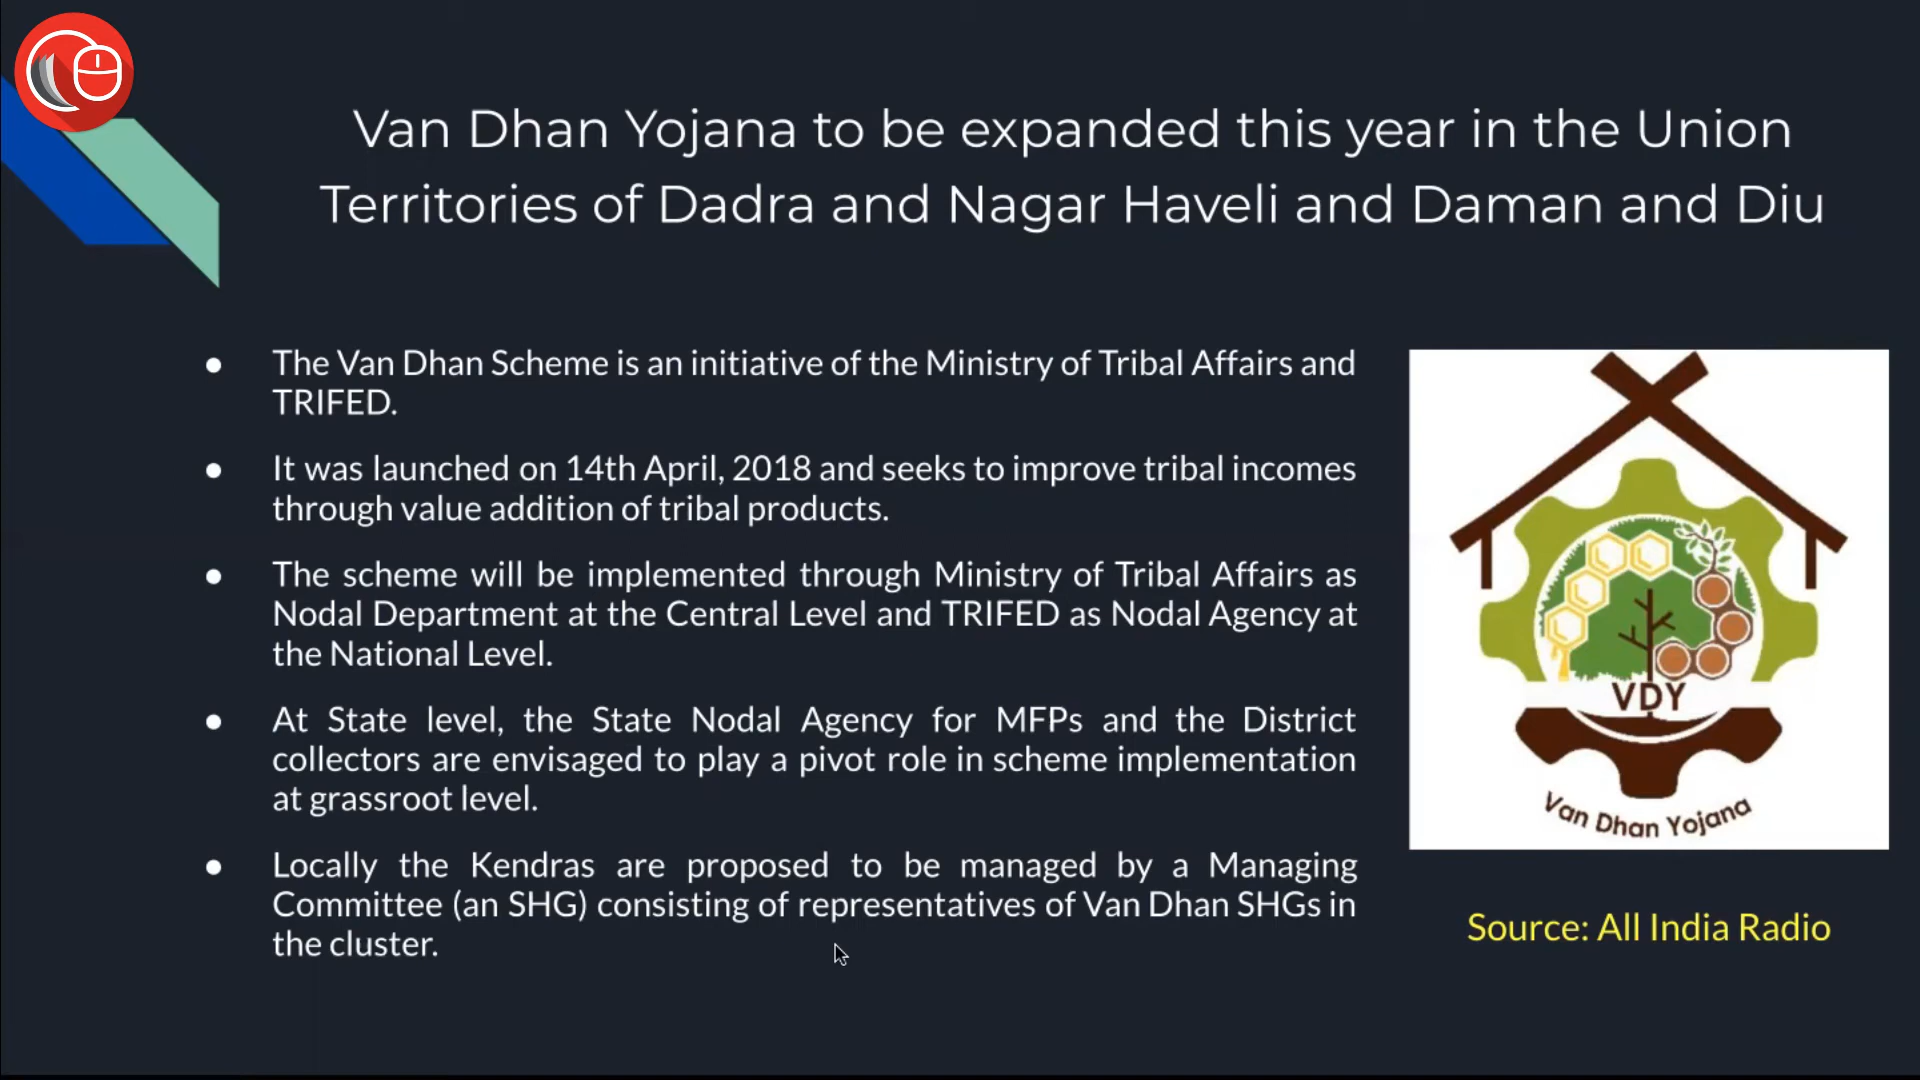 Van Dhan Yojana to be expanded this year in the Union
Territories of Dadra and Nagar Haveli and Daman and Diu
● The Van Dhan Scheme is an initiative of the Ministry of Tribal Affairs and
TRIFED.
● It was launched on 14th April, 2018 and seeks to improve tribal incomes
through value addition of tribal products.
● The scheme will be implemented through Ministry of Tribal Affairs as
Nodal Department at the Central Level and TRIFED as Nodal Agency at
the National Level.
● At State level, the State Nodal Agency for MFPs and the District
collectors are envisaged to play a pivot role in scheme implementation
at grassroot level.
● Locally the Kendras are proposed to be managed by a Managing
Committee (an SHG) consisting of representatives of Van Dhan SHGs in
the cluster.
VDY
Van Dhan Yojana
Source: All India Radio